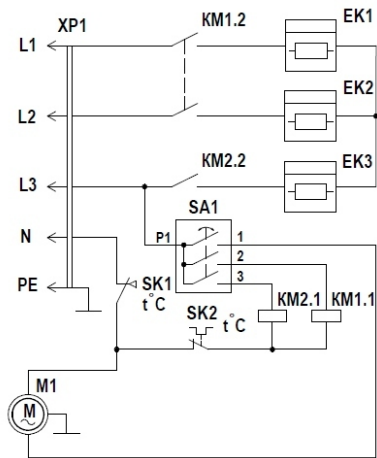 XP1
KM1.2
EK1
L1
EK2
L2
KM2.2
EK3
L3
SA1
N
P1
1
2
3
PE
SK1
t°C
SK2
t°C
KM2.1
KM1.1
M1
M